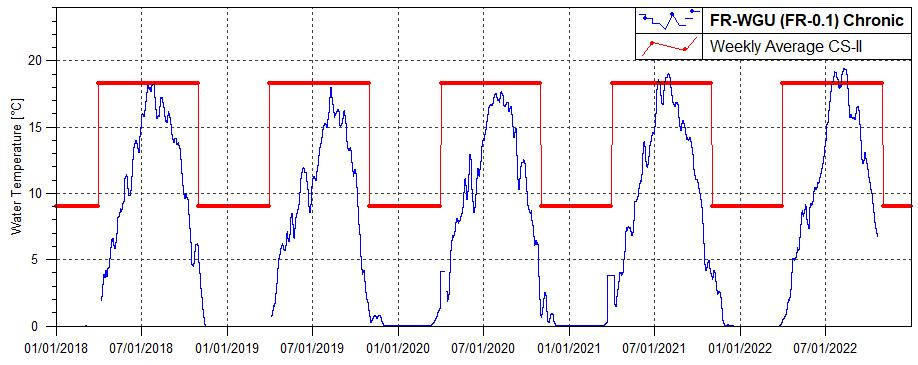 FR-WGU (FR-0.1) Chronic
Weekly Average CS-II
Water Temperature [°C]
20
15
10
5
0
01/01/2018 07/01/2018 01/01/2019 07/01/2019 01/01/2020 07/01/2020 01/01/2021 07/01/2021 01/01/2022 07/01/2022